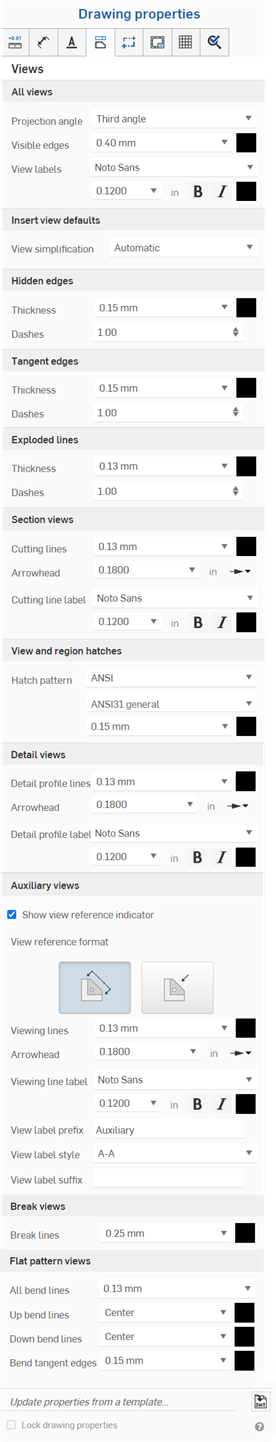 Drawing properties
+0.01
A
Views
All views
Projection angle Third angle
Visible edges 0.40 mm
View labels Noto Sans
0.1200 in B I
Insert view defaults
View simplification Automatic
Hidden edges
Thickness 0.15 mm
Dashes 1.00
Tangent edges
Thickness 0.15 mm
Dashes 1.00
Exploded lines
Thickness 0.13 mm
Dashes 1.00
Section views
Cutting lines 0.13 mm
Arrowhead 0.1800 in
Cutting line label Noto Sans
0.1200 in B I
View and region hatches
Hatch pattern ANSI
ANSI31 general
0.15 mm
Detail views
Detail profile lines 0.13 mm
Arrowhead 0.1800 in
Detail profile label Noto Sans
0.1200 in B I
Auxiliary views
Show view reference indicator
View reference format
Viewing lines 0.13 mm
Arrowhead 0.1800 in
Viewing line label Noto Sans
0.1200 in B I
View label prefix Auxiliary
View label style A-A
View label suffix
Break views
Break lines 0.25 mm
Flat pattern views
All bend lines 0.13 mm
Up bend lines Center
Down bend lines Center
Bend tangent edges 0.15 mm
Update properties from a template...
Lock drawing properties